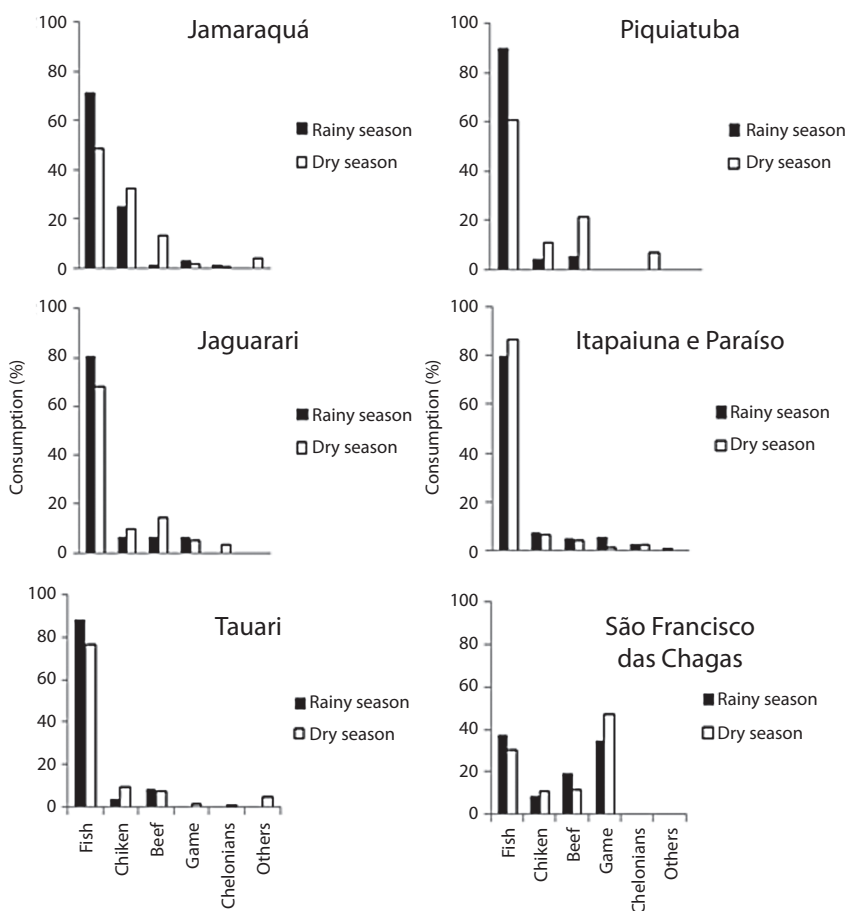 Jamaraquá
100
80
60
40
20
0
Rainy season
Dry season
Piquiatuba
100
80
60
40
20
0
Rainy season
Dry season
Consumption (%)
Jaguarari
100
80
60
40
20
0
Rainy season
Dry season
Consumption (%)
Itapaiuna e Paraíso
100
80
60
40
20
0
Rainy season
Dry season
Tauari
100
80
60
40
20
0
Rainy season
Dry season
Fish
Chiken
Beef
Game
Chelonians
Others
São Francisco
das Chagas
100
80
60
40
20
0
Rainy season
Dry season
Fish
Chiken
Beef
Game
Chelonians
Others